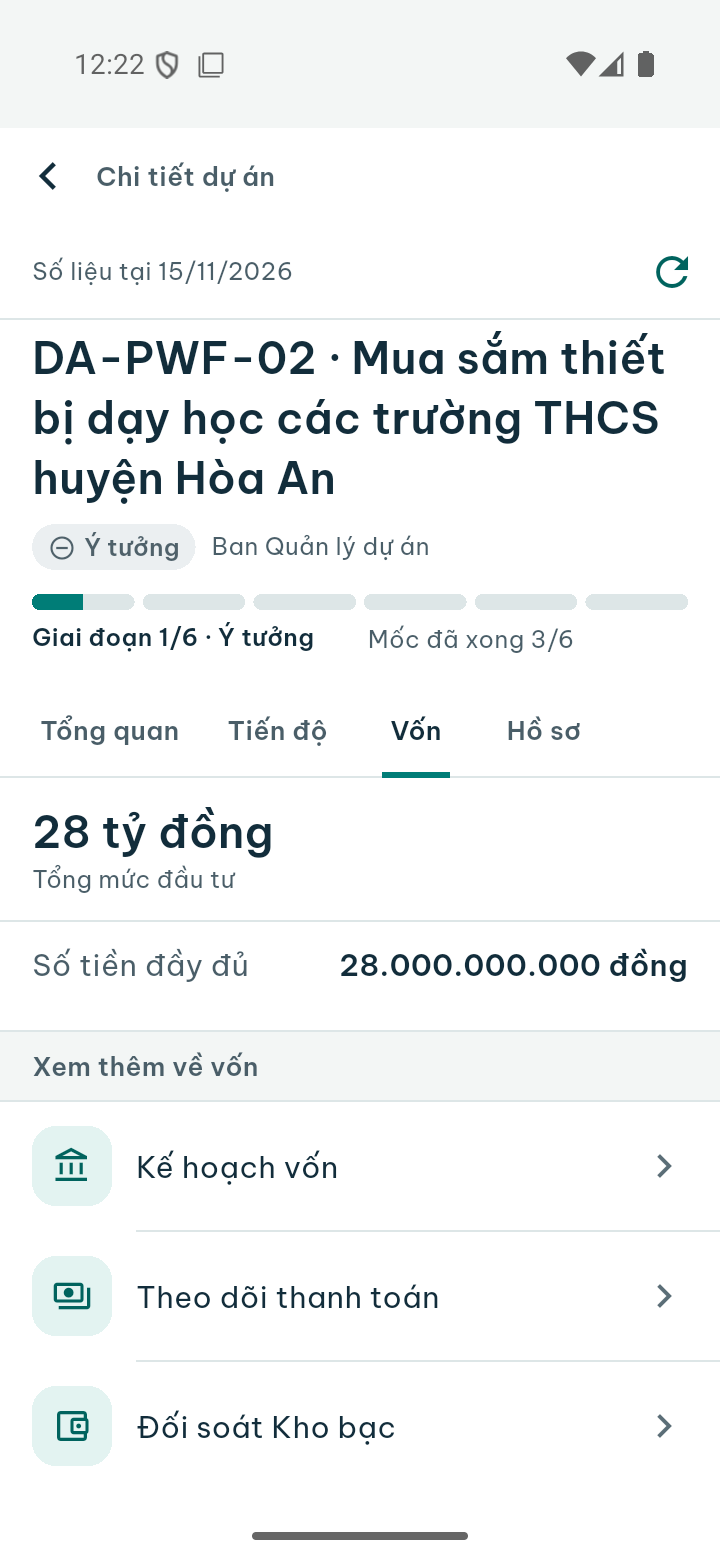 12:22
Chi tiết dự án
Số liệu tại 15/11/2026
DA-PWF-02 · Mua sắm thiết
bị dạy học các trường THCS
huyện Hòa An
Ý tưởng Ban Quản lý dự án
Giai đoạn 1/6 · Ý tưởng Mốc đã xong 3/6
Tổng quan Tiến độ Vốn Hồ sơ
28 tỷ đồng
Tổng mức đầu tư
Số tiền đầy đủ 28.000.000.000 đồng
Xem thêm về vốn
Kế hoạch vốn
Theo dõi thanh toán
Đối soát Kho bạc